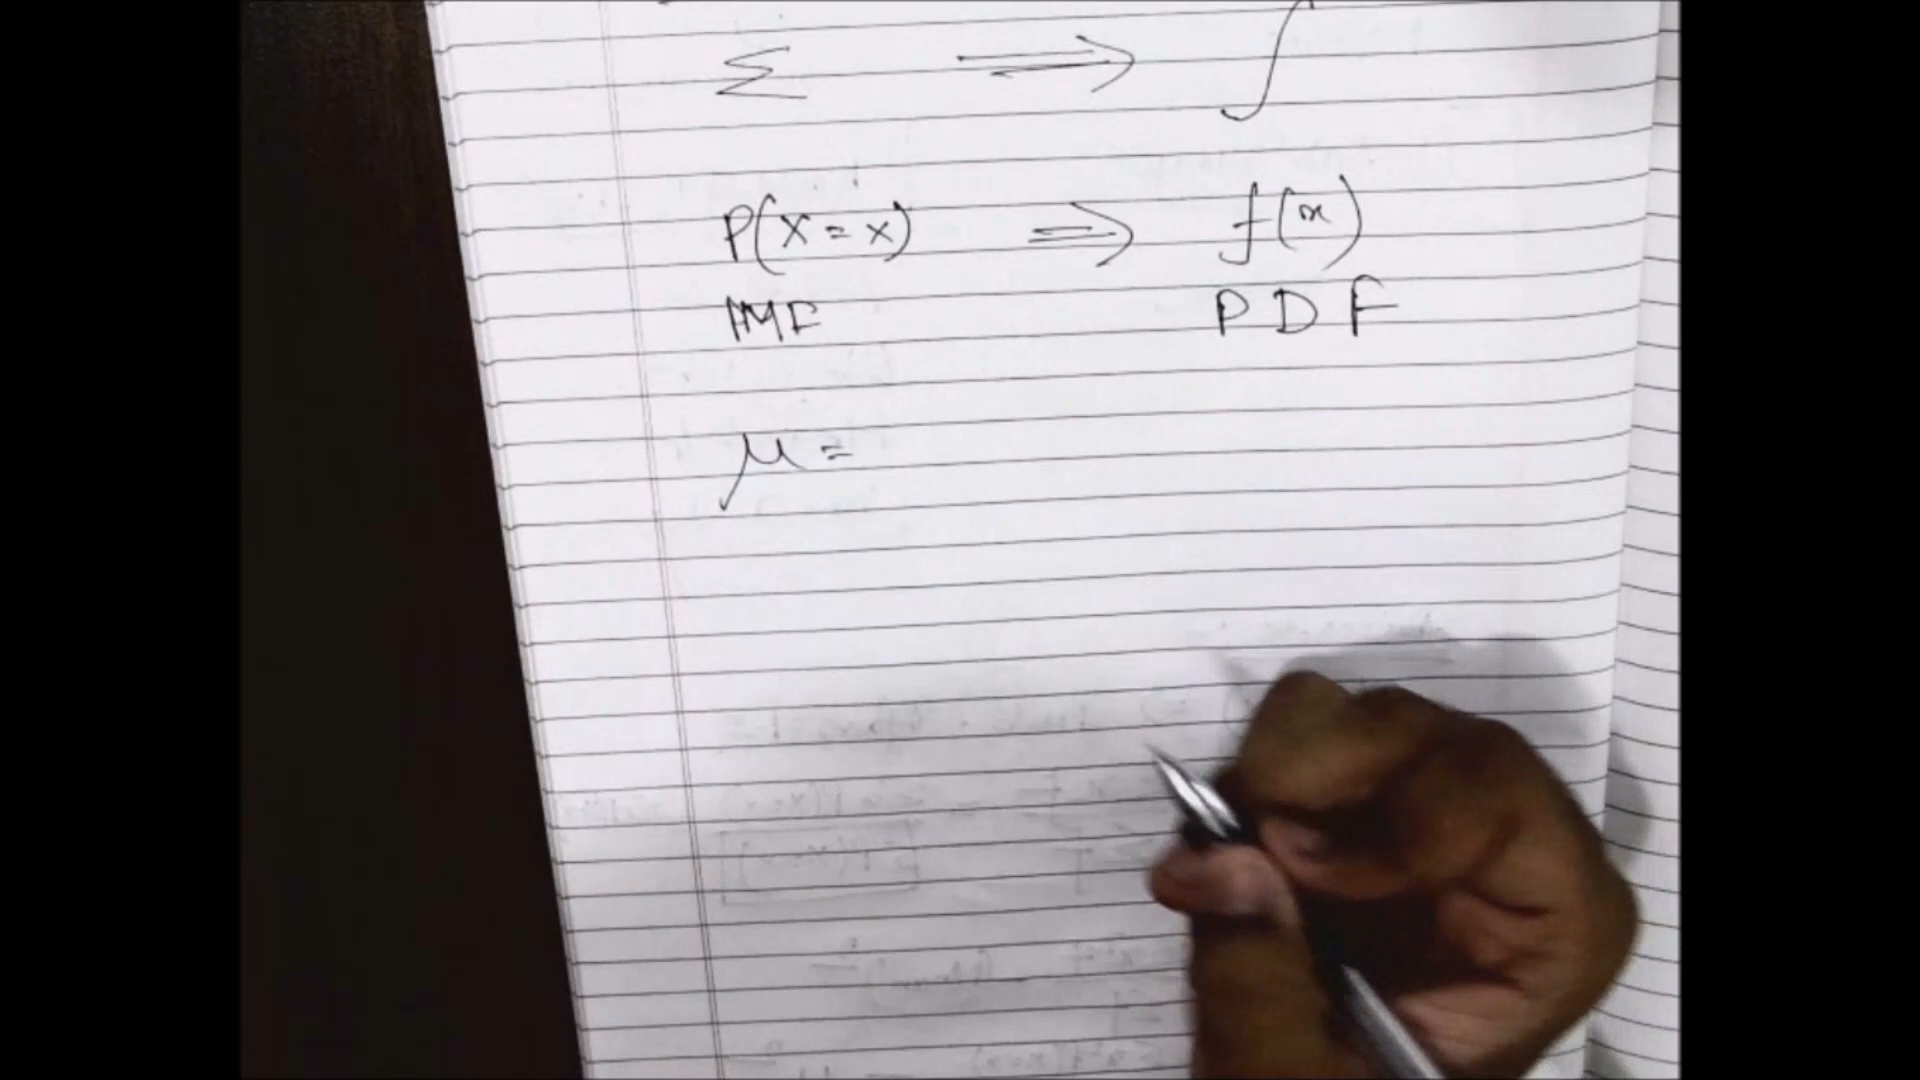 Σ ⇒ ∫
P(X = x) ⇒ f(x)
PMF PDF
μ =